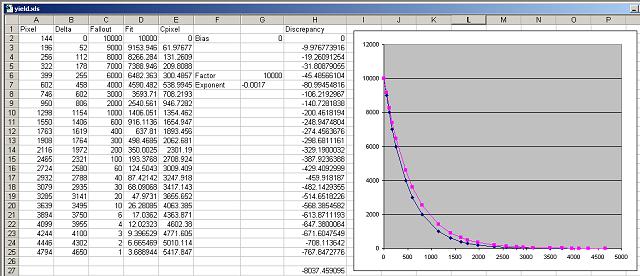 yield.xls
A B C D E F G H I J K L M N
1 Pixel Delta Fallout Fit Cpixel Discrepancy
2 144 0 10000 10000 0 Bias 0 0
3 196 52 9000 9153.946 61.97677 -9.976773916
4 256 112 8000 8266.284 131.2609 -19.26091254
5 322 178 7000 7388.946 209.8088 -31.80879055
6 399 255 6000 6482.363 300.4857 Factor 10000 -45.48566104
7 602 458 4000 4590.482 538.9945 Exponent -0.0017 -80.99454816
8 746 602 3000 3593.71 708.2193 -106.2192967
9 950 806 2000 2540.561 946.7282 -140.7281838
10 1298 1154 1000 1406.051 1354.462 -200.4618194
11 1550 1406 600 916.1136 1654.947 -248.9474804
12 1763 1619 400 637.81 1893.456 -274.4563676
13 1908 1764 300 498.4685 2062.681 -298.6811161
14 2116 1972 200 350.0025 2301.19 -329.1900032
15 2465 2321 100 193.3768 2708.924 -387.9236388
16 2724 2580 60 124.5043 3009.409 -429.4092999
17 2932 2788 40 87.42142 3247.918 -459.918187
18 3079 2935 30 68.09068 3417.143 -482.1429355
19 3285 3141 20 47.9731 3655.652 -514.6518226
20 3639 3495 10 26.28085 4063.385 -568.3854582
21 3894 3750 6 17.0362 4363.871 -613.8711193
22 4099 3955 4 12.02323 4602.38 -647.3800064
23 4244 4100 3 9.396529 4771.605 -671.6047549
24 4446 4302 2 6.665469 5010.114 -708.113642
25 4794 4650 1 3.688944 5417.847 -767.8472776
26
27 -8037.459095
0 500 1000 1500 2000 2500 3000 3500 4000 4500 5000
12000
10000
8000
6000
4000
2000
0